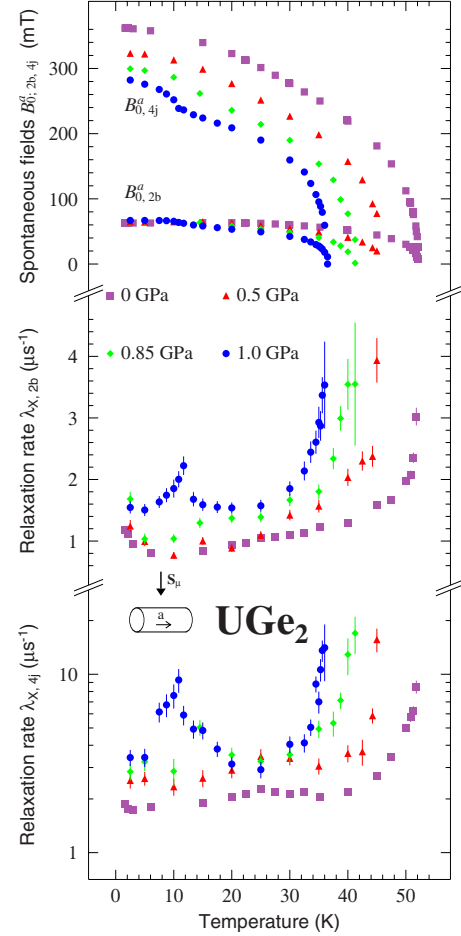 Spontaneous fields B^a_{0; 2b, 4j} (mT)
300
200
100
0
B^a_{0, 4j}
B^a_{0, 2b}
0 GPa
0.5 GPa
0.85 GPa
1.0 GPa
Relaxation rate λ_{X, 2b} (μs^{-1})
4
3
2
1
S_μ
a
UGe_2
Relaxation rate λ_{X, 4j} (μs^{-1})
10
1
0
10
20
30
40
50
Temperature (K)